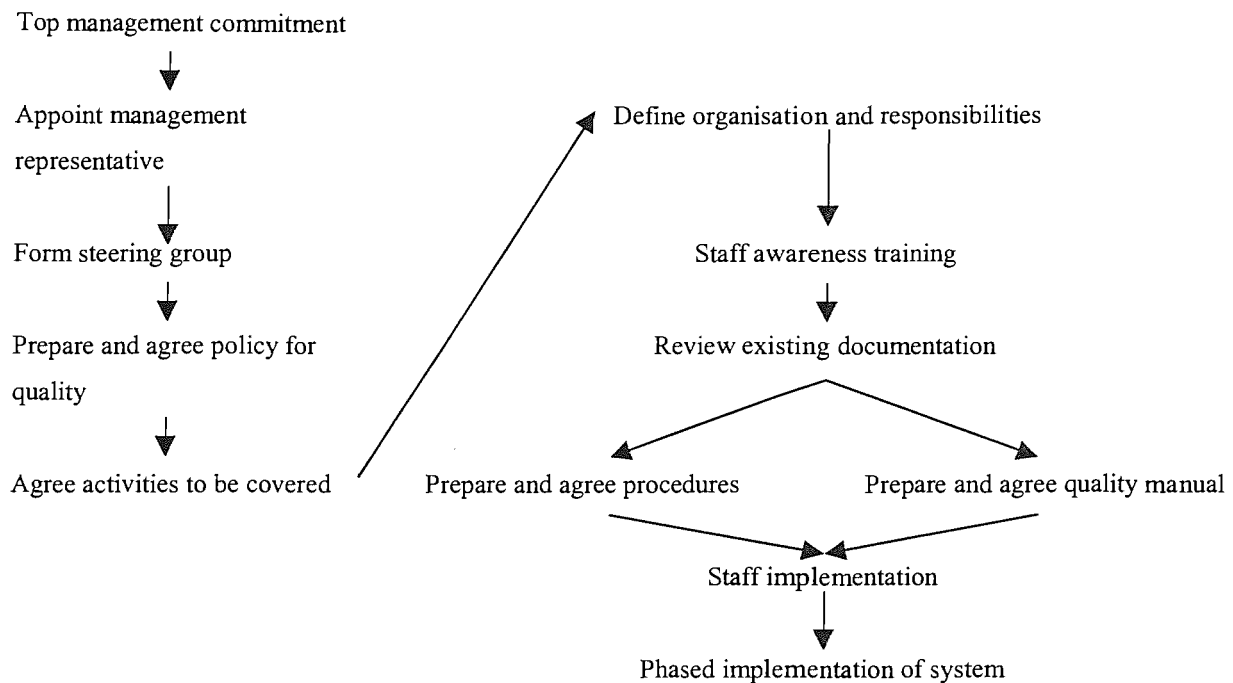 Top management commitment
Appoint management
representative
Form steering group
Prepare and agree policy for
quality
Agree activities to be covered
Define organisation and responsibilities
Staff awareness training
Review existing documentation
Prepare and agree procedures
Prepare and agree quality manual
Staff implementation
Phased implementation of system